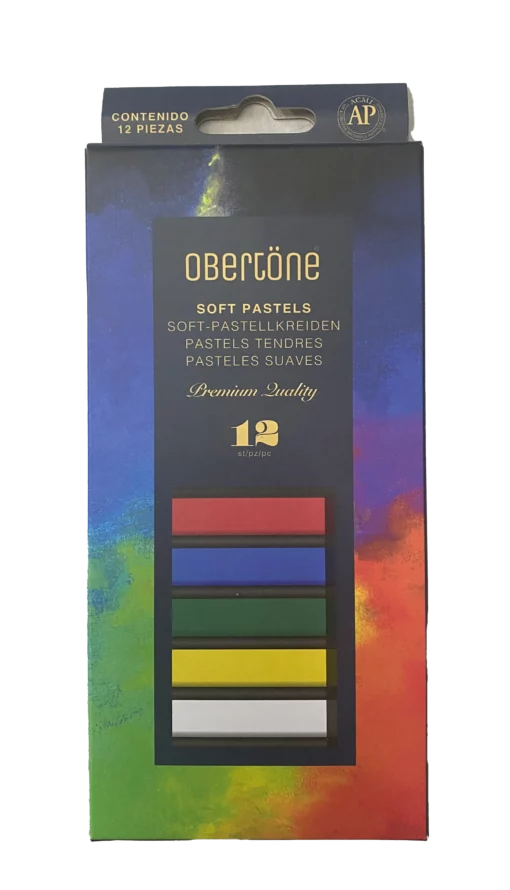 CONTENIDO
12 PIEZAS
ACMI
AP
OBERTÖNE
SOFT PASTELS
SOFT-PASTELLKREIDEN
PASTELS TENDRES
PASTELES SUAVES
Premium Quality
12
st/pz/pc